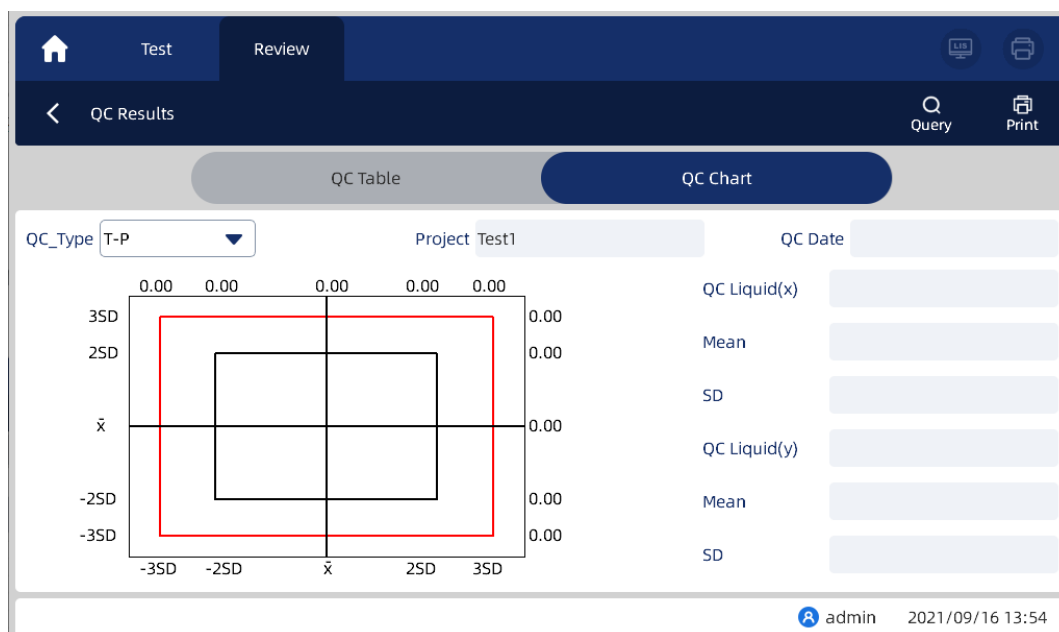 Test Review LIS
QC Results Query Print
QC Table QC Chart
QC_Type T-P Project Test1 QC Date
0.00 0.00 0.00 0.00 0.00
3SD 0.00
2SD 0.00
x̄ 0.00
-2SD 0.00
-3SD 0.00
-3SD -2SD x̄ 2SD 3SD
QC Liquid(x)
Mean
SD
QC Liquid(y)
Mean
SD
admin 2021/09/16 13:54